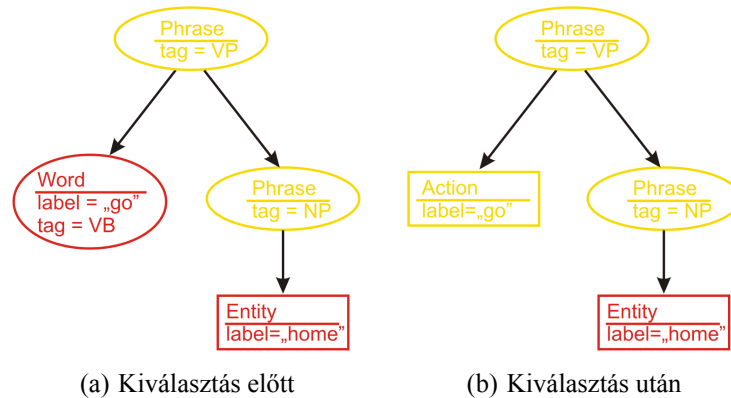 Phrase
tag = VP
Word
label = „go”
tag = VB
Phrase
tag = NP
Entity
label=„home”
(a) Kiválasztás előtt
Phrase
tag = VP
Action
label=„go”
Phrase
tag = NP
Entity
label=„home”
(b) Kiválasztás után